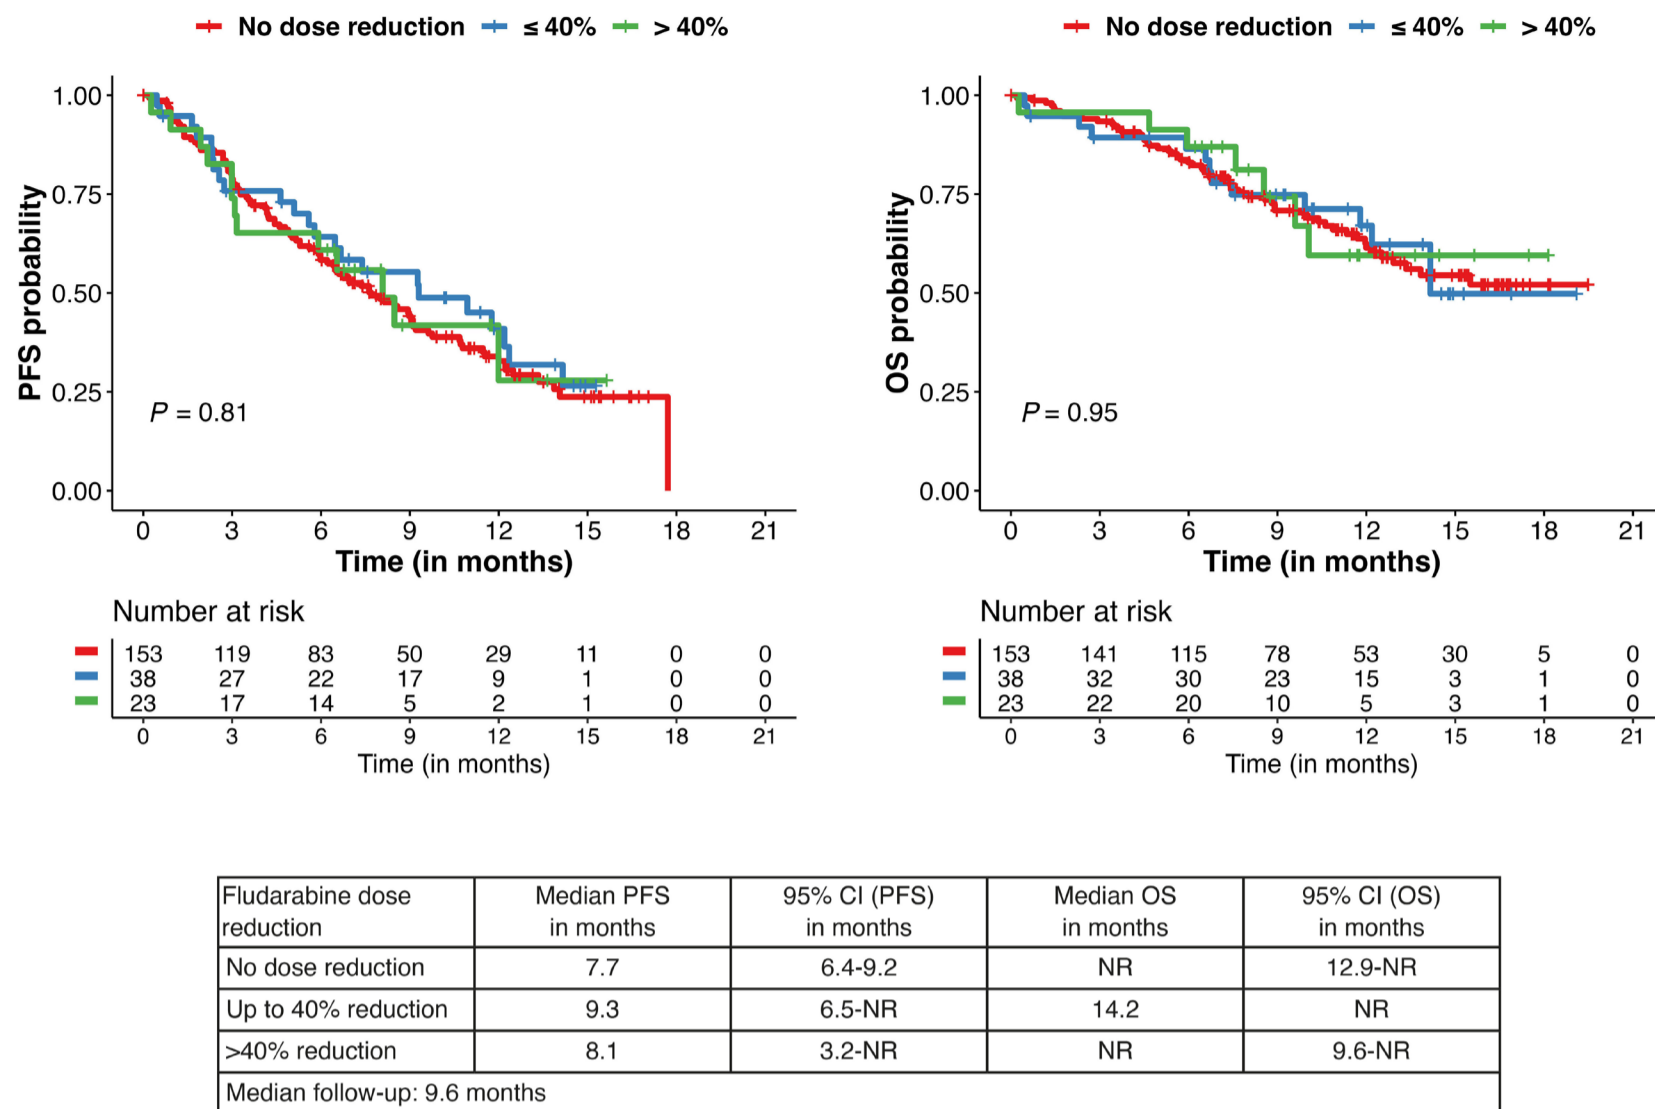 No dose reduction ≤ 40% > 40%
1.00
0.75
0.50
0.25
0.00
PFS probability
P = 0.81
0 3 6 9 12 15 18 21
Time (in months)
Number at risk
153 119 83 50 29 11 0 0
38 27 22 17 9 1 0 0
23 17 14 5 2 1 0 0
0 3 6 9 12 15 18 21
Time (in months)
No dose reduction ≤ 40% > 40%
1.00
0.75
0.50
0.25
0.00
OS probability
P = 0.95
0 3 6 9 12 15 18 21
Time (in months)
Number at risk
153 141 115 78 53 30 5 0
38 32 30 23 15 3 1 0
23 22 20 10 5 3 1 0
0 3 6 9 12 15 18 21
Time (in months)
Fludarabine dose Median PFS 95% CI (PFS) Median OS 95% CI (OS)
reduction in months in months in months in months
No dose reduction 7.7 6.4-9.2 NR 12.9-NR
Up to 40% reduction 9.3 6.5-NR 14.2 NR
>40% reduction 8.1 3.2-NR NR 9.6-NR
Median follow-up: 9.6 months